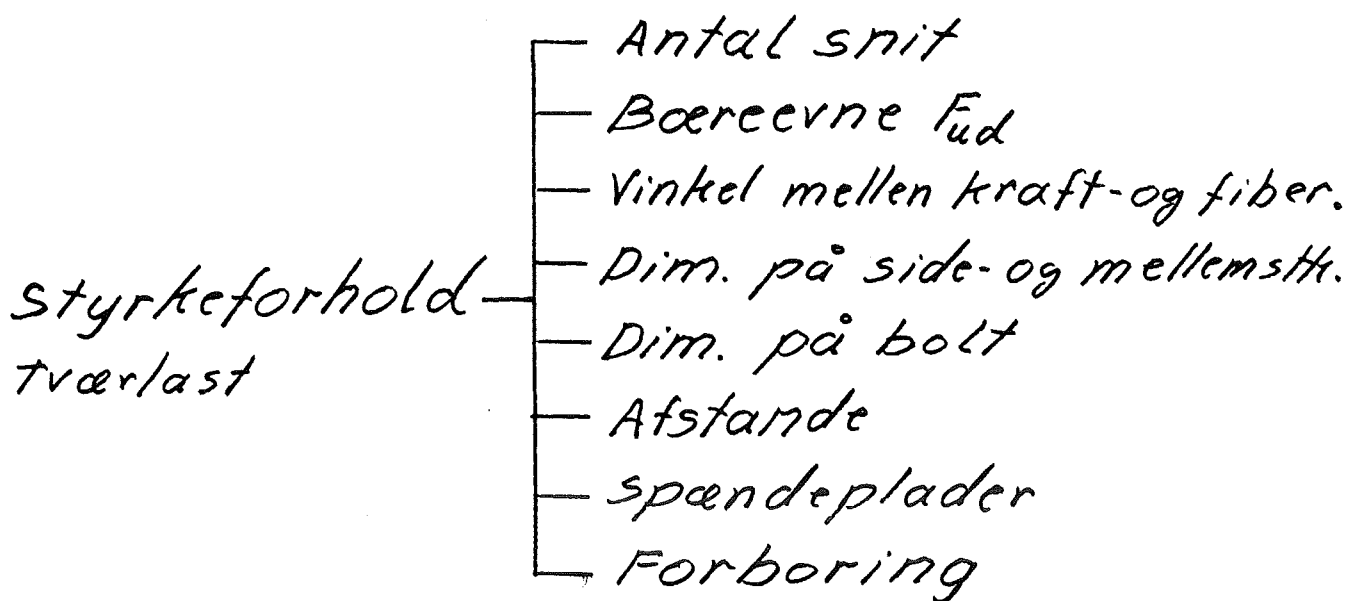 Antal snit
Bæreevne Fud
Vinkel mellen kraft-og fiber.
Dim. på side-og mellemstk.
Styrkeforhold
Dim. på bolt
tværlast
Afstande
Spændeplader
Forboring